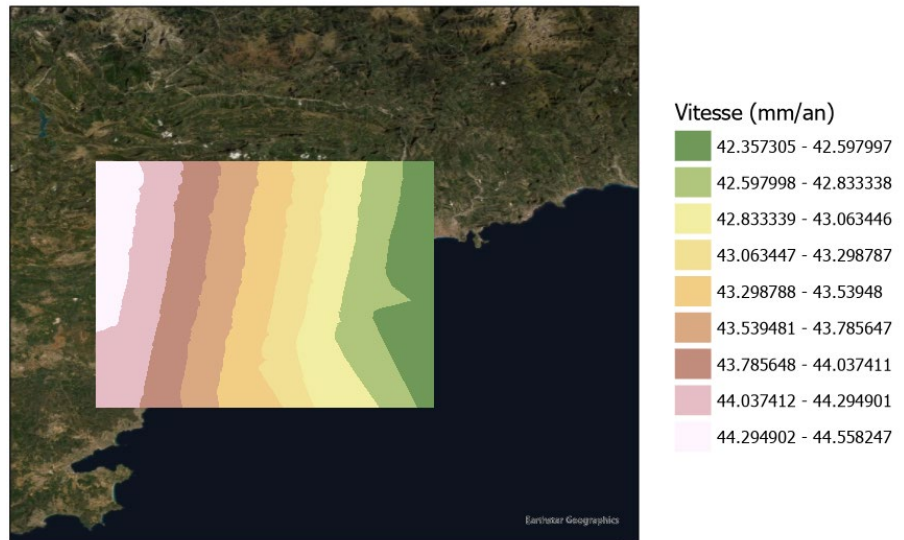 Vitesse (mm/an)
42.357305 - 42.597997
42.597998 - 42.833338
42.833339 - 43.063446
43.063447 - 43.298787
43.298788 - 43.53948
43.539481 - 43.785647
43.785648 - 44.037411
44.037412 - 44.294901
44.294902 - 44.558247
Earthstar Geographics